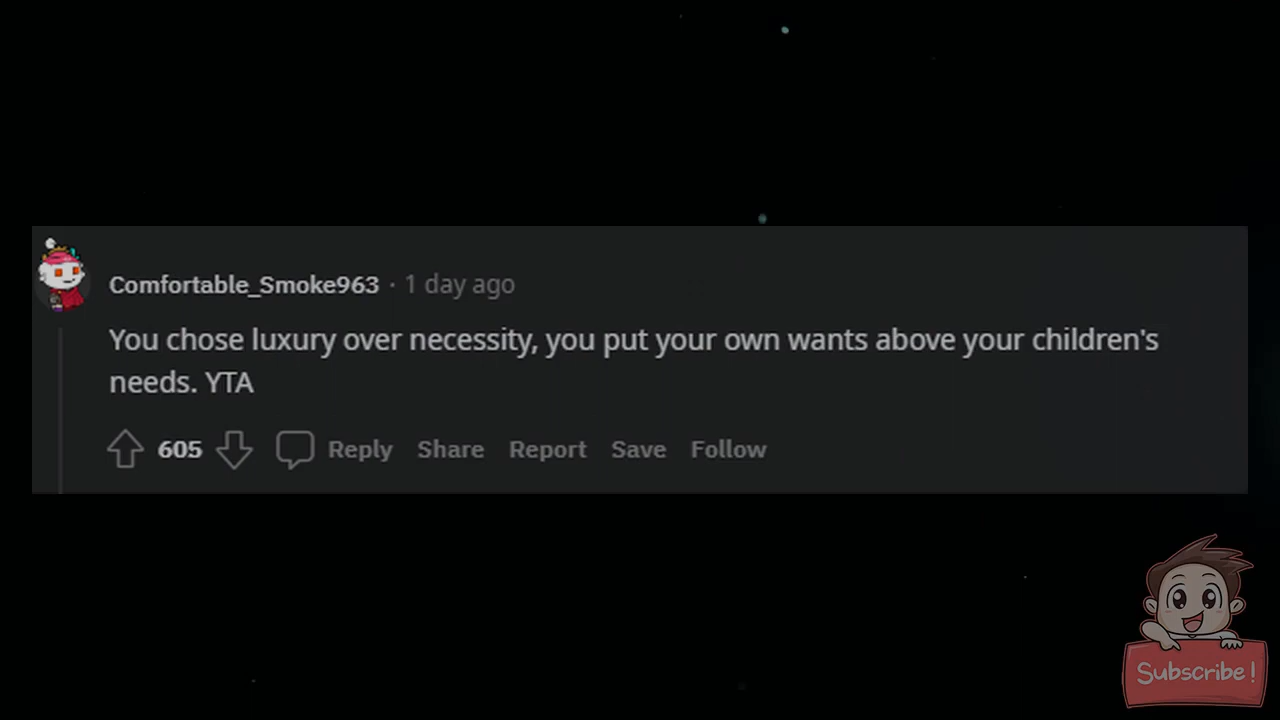 Comfortable_Smoke963 · 1 day ago
You chose luxury over necessity, you put your own wants above your children's
needs. YTA
605 Reply Share Report Save Follow
Subscribe!